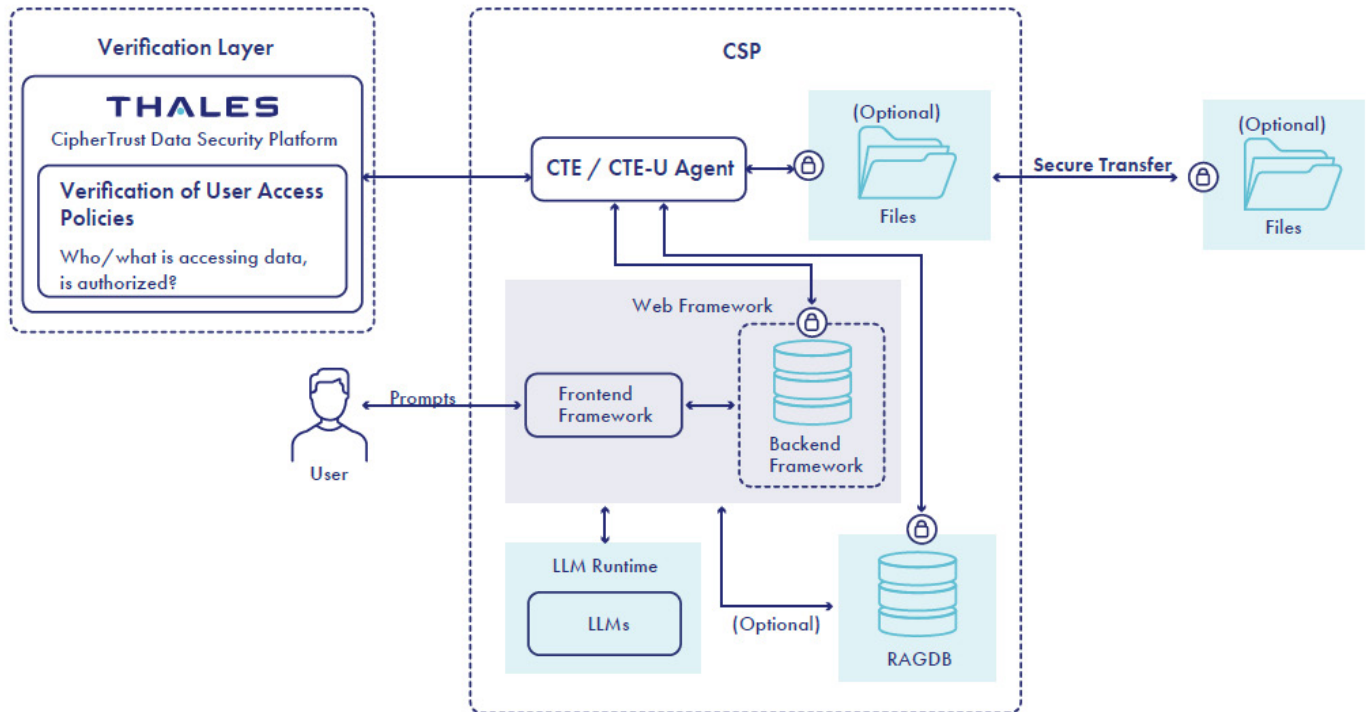 Verification Layer
THALES
CipherTrust Data Security Platform
Verification of User Access
Policies
Who/what is accessing data,
is authorized?
CSP
CTE / CTE-U Agent
(Optional)
Files
Secure Transfer
(Optional)
Files
Web Framework
Prompts
Frontend
Framework
Backend
Framework
User
LLM Runtime
LLMs
(Optional)
RAGDB